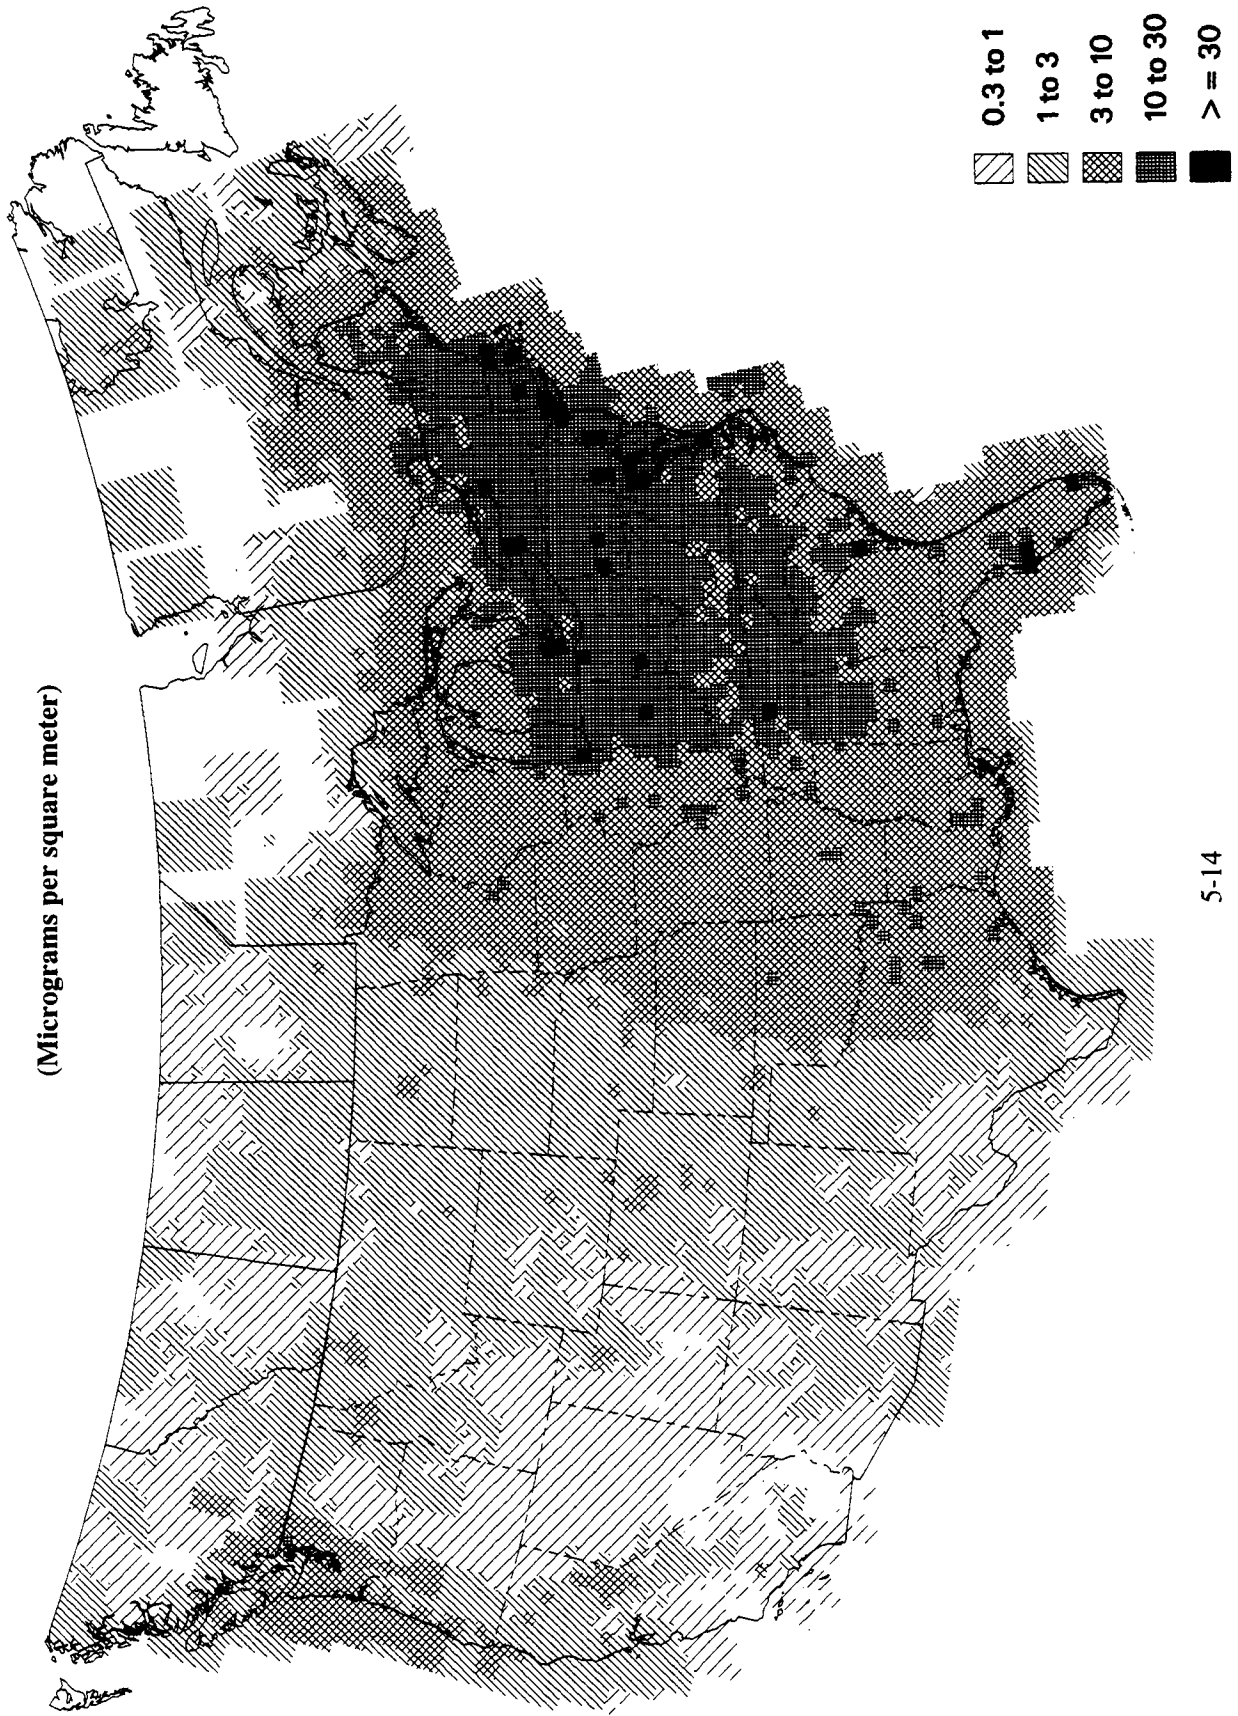 (Micrograms per square meter)
0.3 to 1
1 to 3
3 to 10
10 to 30
> = 30
5-14